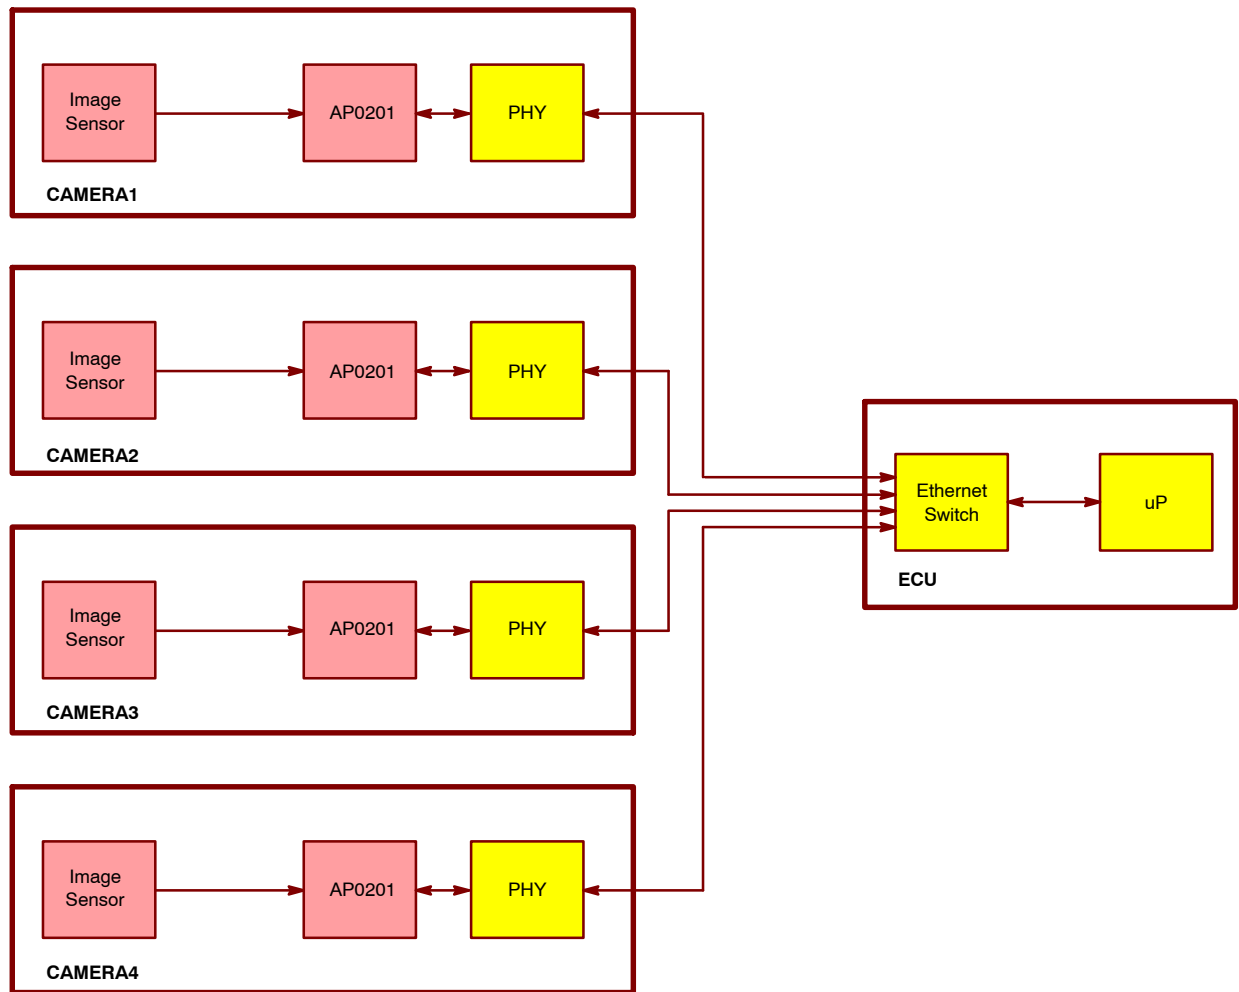 Image
Sensor
AP0201
PHY
CAMERA1
Image
Sensor
AP0201
PHY
CAMERA2
Ethernet
Switch
uP
ECU
Image
Sensor
AP0201
PHY
CAMERA3
Image
Sensor
AP0201
PHY
CAMERA4